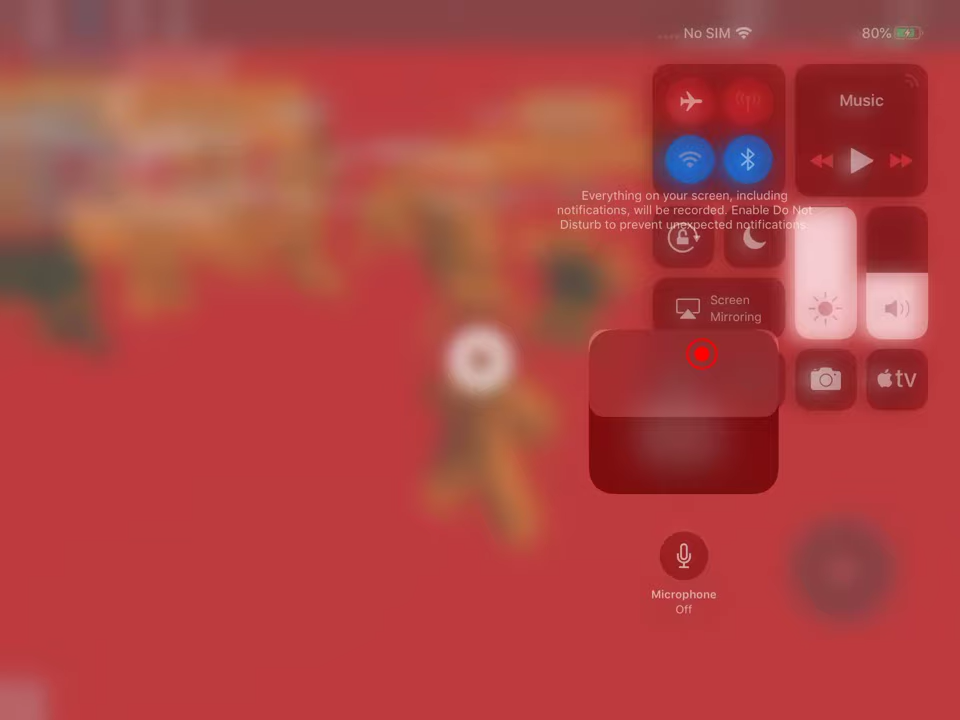 No SIM
80%
Music
Everything on your screen, including
notifications, will be recorded. Enable Do Not
Disturb to prevent unexpected notifications.
Screen
Mirroring
tv
Microphone
Off